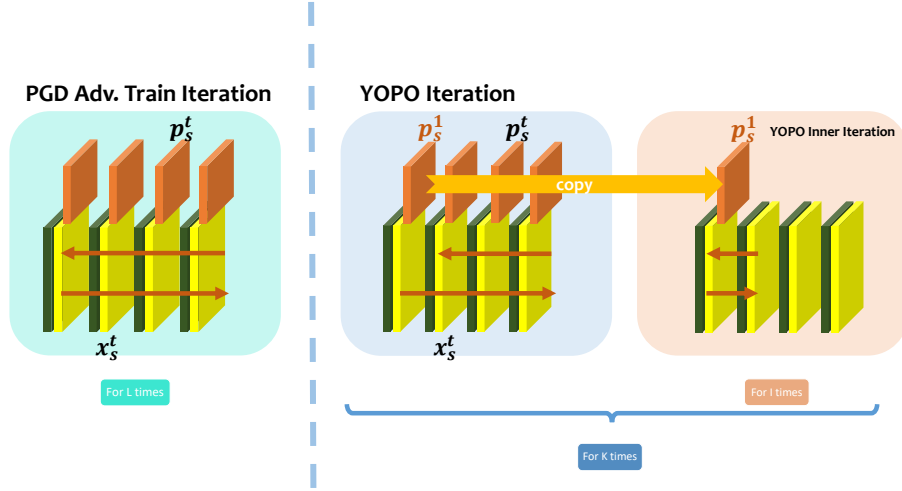 PGD Adv. Train Iteration
p_s^t
x_s^t
For L times
YOPO Iteration
p_s^1
p_s^t
copy
x_s^t
p_s^1
YOPO Inner Iteration
For I times
For K times